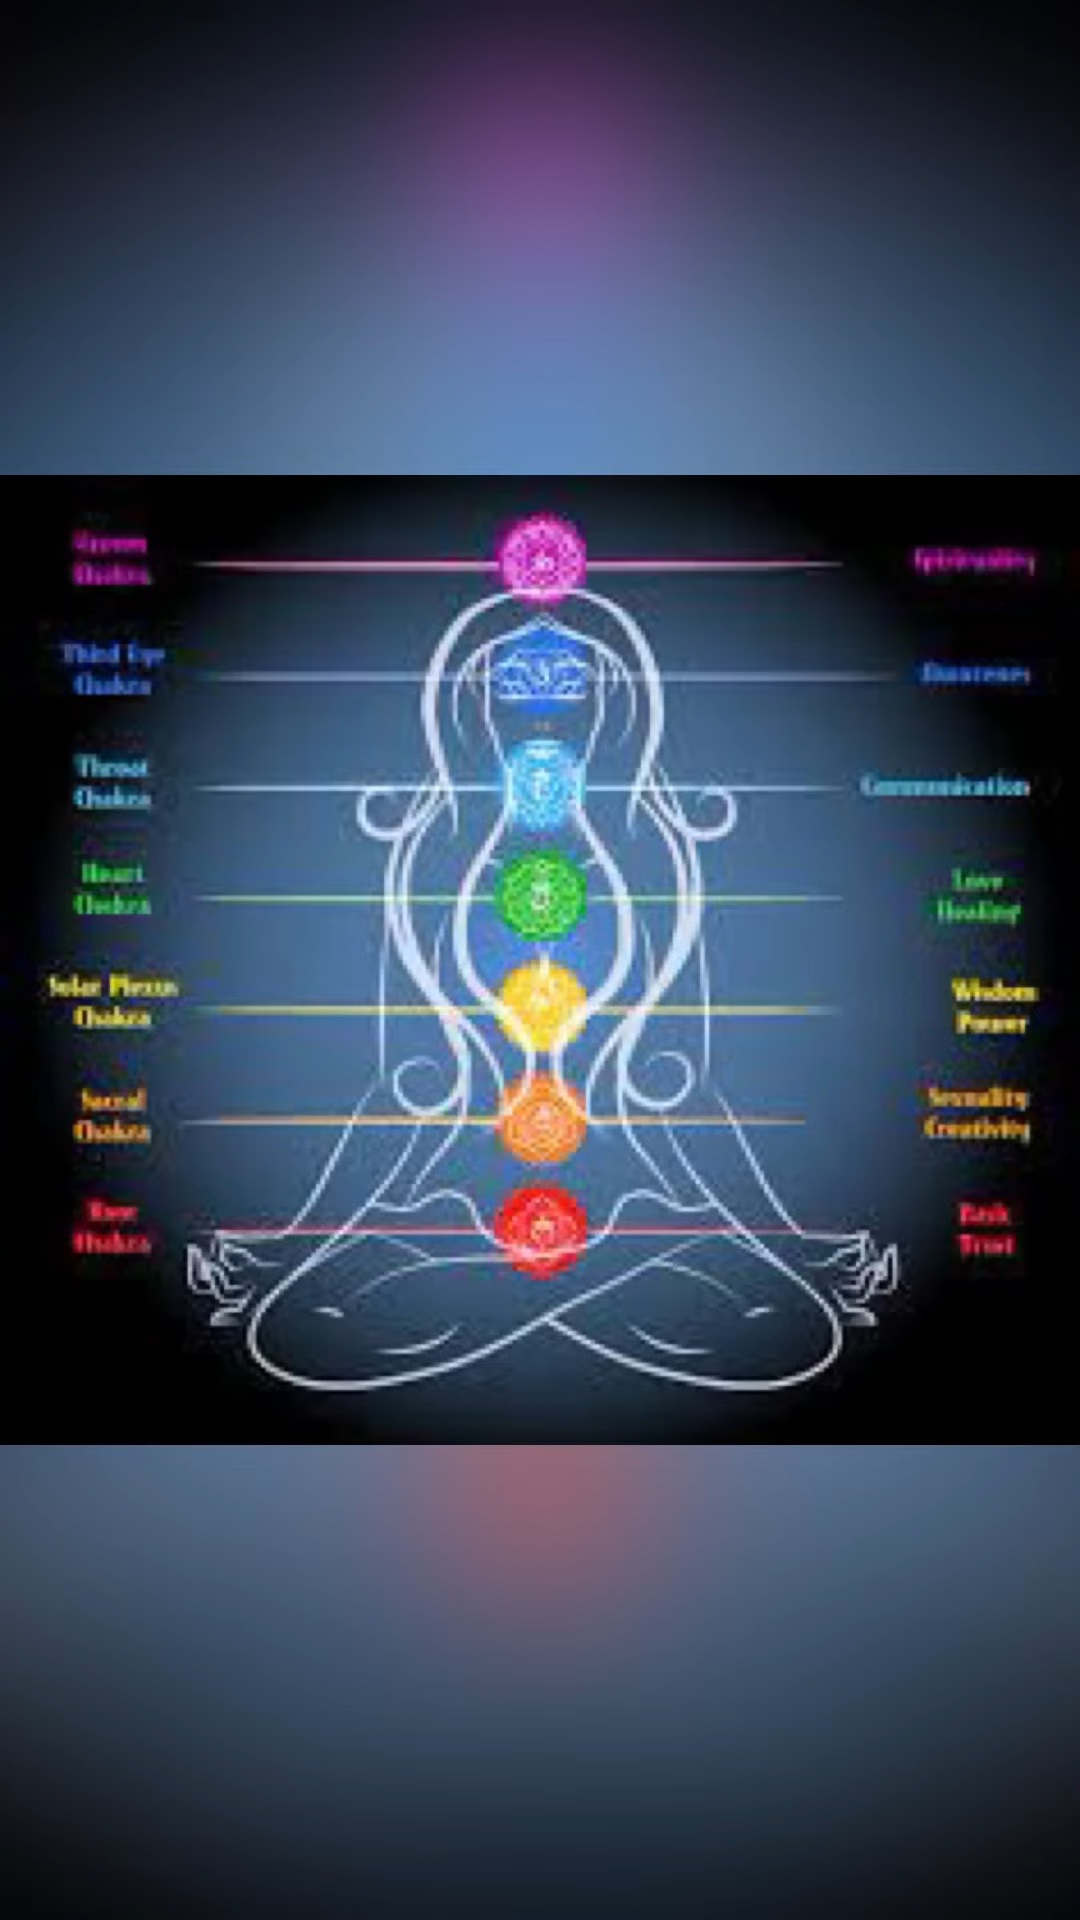 Crown
Chakra
Spirituality
Third Eye
Chakra
Awareness
Throat
Chakra
Communication
Heart
Chakra
Love
Healing
Solar Plexus
Chakra
Wisdom
Power
Sacral
Chakra
Sexuality
Creativity
Root
Chakra
Trust